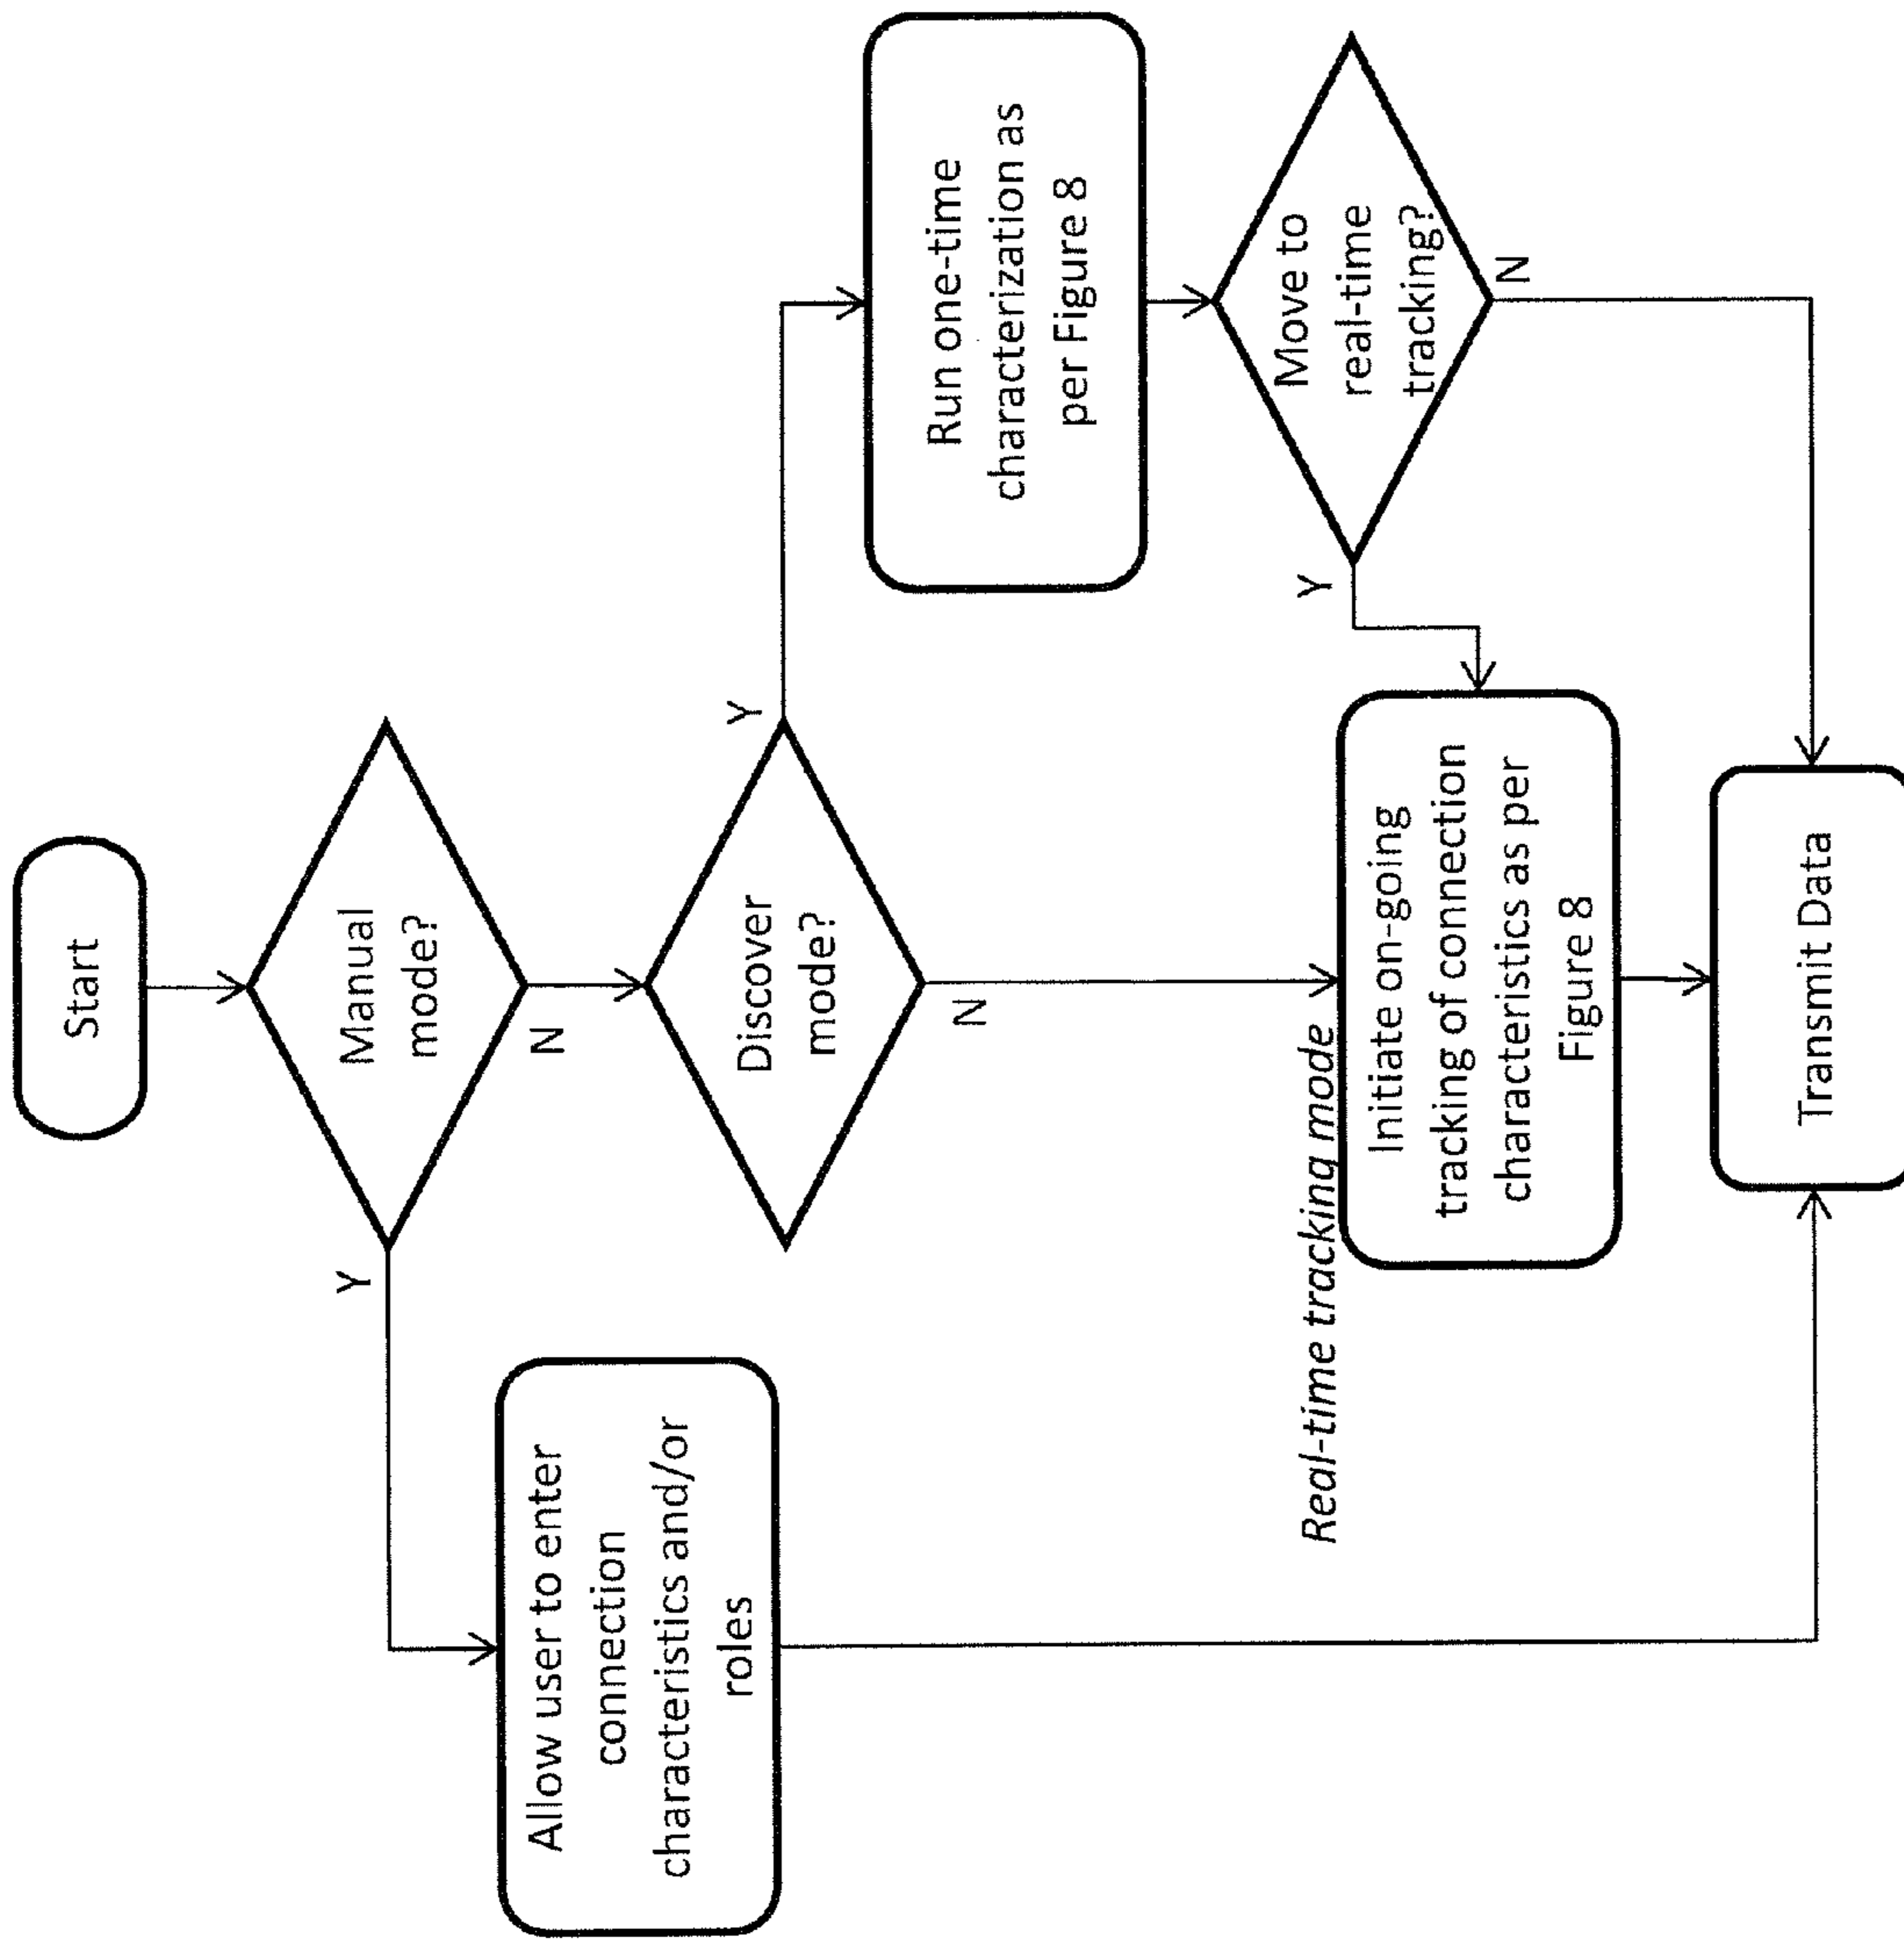 Start
Manual
mode?
Y
N
Allow user to enter
connection
characteristics and/or
roles
Discover
mode?
Y
N
Run one-time
characterization as
per Figure 8
Move to
real-time
tracking?
Y
N
Real-time tracking mode
Initiate on-going
tracking of connection
characteristics as per
Figure 8
Transmit Data